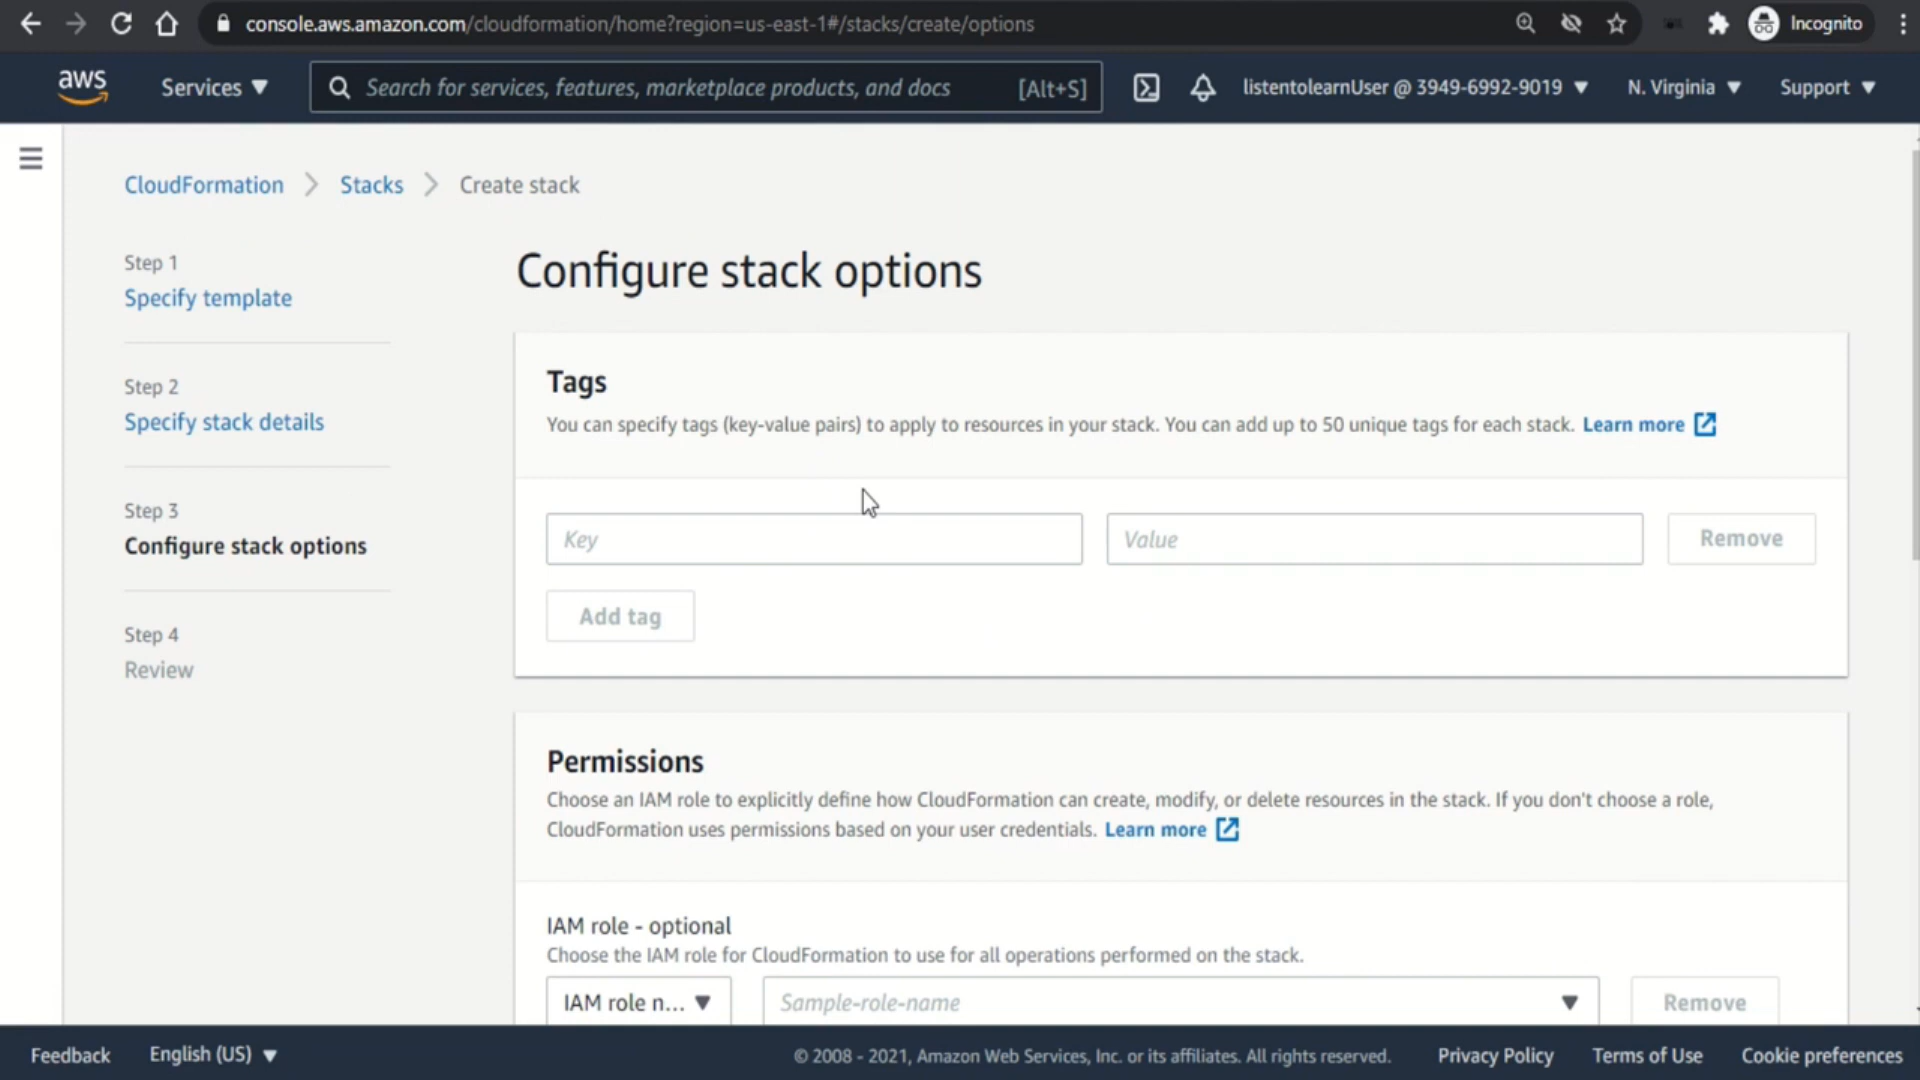 console.aws.amazon.com/cloudformation/home?region=us-east-1#/stacks/create/options
Incognito
aws
Services
Search for services, features, marketplace products, and docs
[Alt+S]
listentolearnUser @ 3949-6992-9019
N. Virginia
Support
CloudFormation
Stacks
Create stack
Step 1
Specify template
Step 2
Specify stack details
Step 3
Configure stack options
Step 4
Review
Configure stack options
Tags
You can specify tags (key-value pairs) to apply to resources in your stack. You can add up to 50 unique tags for each stack. Learn more
Key
Value
Remove
Add tag
Permissions
Choose an IAM role to explicitly define how CloudFormation can create, modify, or delete resources in the stack. If you don't choose a role,
CloudFormation uses permissions based on your user credentials. Learn more
IAM role - optional
Choose the IAM role for CloudFormation to use for all operations performed on the stack.
IAM role n...
Sample-role-name
Remove
Feedback
English (US)
© 2008 - 2021, Amazon Web Services, Inc. or its affiliates. All rights reserved.
Privacy Policy
Terms of Use
Cookie preferences